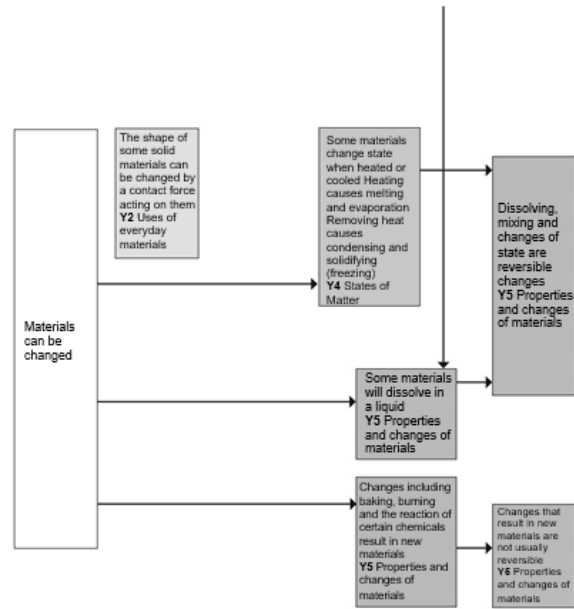 Materials
can be
changed
The shape of
some solid
materials can
be changed by
a contact force
acting on them
Y2 Uses of
everyday
materials
Some materials
change state
when heated or
cooled Heating
causes melting
and evaporation
Removing heat
causes
condensing and
solidifying
(freezing)
Y4 States of
Matter
Dissolving,
mixing and
changes of
state are
reversible
changes
Y5 Properties
and changes
of materials
Some materials
will dissolve in
a liquid
Y5 Properties
and changes of
materials
Changes including
baking, burning
and the reaction of
certain chemicals
result in new
materials
Y5 Properties and
changes of
materials
Changes that
result in new
materials are
not usually
reversible
Y5 Properties
and changes of
materials